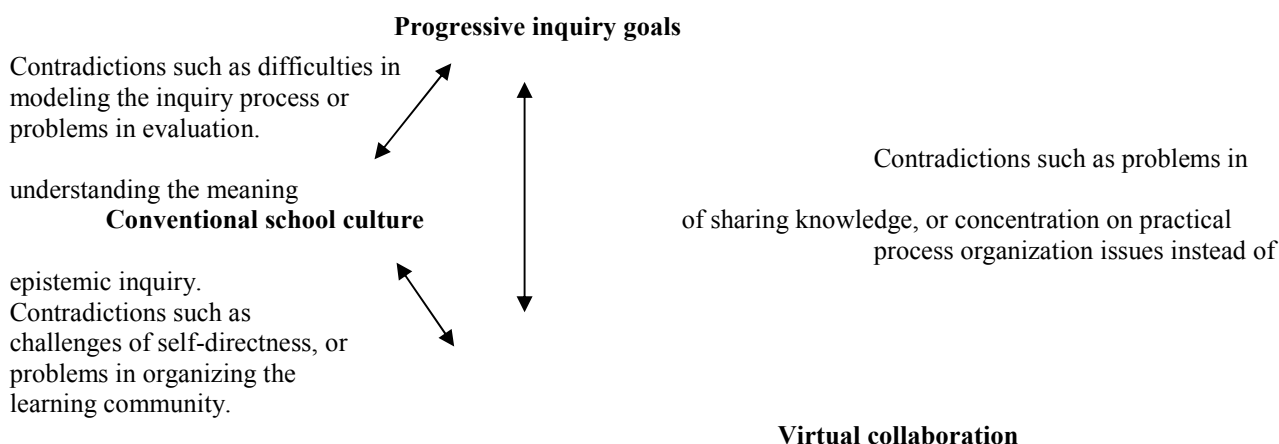 Progressive inquiry goals
Contradictions such as difficulties in
modeling the inquiry process or
problems in evaluation.
Contradictions such as problems in
understanding the meaning
Conventional school culture
of sharing knowledge, or concentration on practical
process organization issues instead of
epistemic inquiry.
Contradictions such as
challenges of self-directness, or
problems in organizing the
learning community.
Virtual collaboration